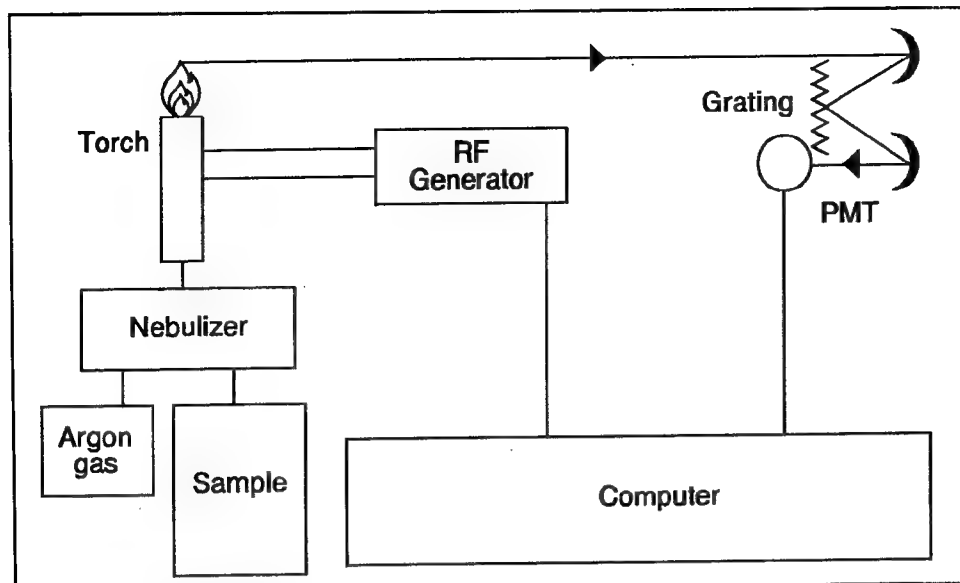 Torch
RF
Generator
Grating
PMT
Nebulizer
Argon
gas
Sample
Computer